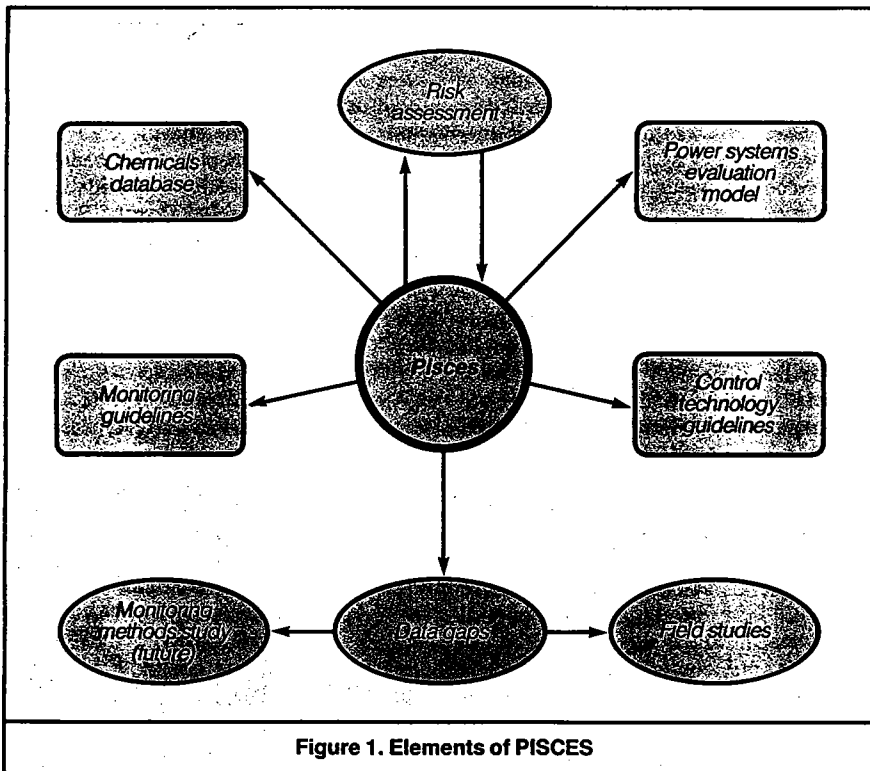 Risk
assessment
Chemicals
database
Power systems
evaluation
model
Pisces
Monitoring
guidelines
Control
technology
guidelines
Monitoring
methods study
(future)
Data gaps
Field studies
Figure 1. Elements of PISCES